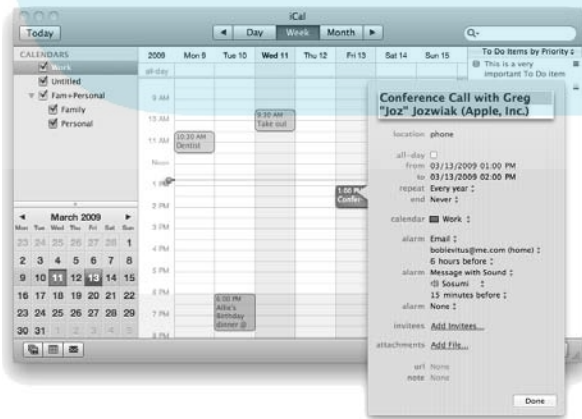 iCal
Today
Day Week Month
CALENDARS
Work
Untitled
Fam+Personal
Family
Personal
March 2009
Mon Tue Wed Thu Fri Sat Sun
23 24 25 26 27 28 1
2 3 4 5 6 7 8
9 10 11 12 13 14 15
16 17 18 19 20 21 22
23 24 25 26 27 28 29
30 31 1 2 3 4 5
2009 Mon 9 Tue 10 Wed 11 Thu 12 Fri 13 Sat 14 Sun 15
all-day
9 AM
10 AM
11 AM
Noon
1 PM
2 PM
3 PM
4 PM
5 PM
6 PM
7 PM
8 PM
10:30 AM
Dentist
9:30 AM
Take out
1:00 PM
Confer
6:00 PM
Allie's
Birthday
dinner @
To Do Items by Priority
This is a very
important To Do Item
Conference Call with Greg
"Joz" Jozwiak (Apple, Inc.)
location phone
all-day
from 03/13/2009 01:00 PM
to 03/13/2009 02:00 PM
repeat Every year
end Never
calendar Work
alarm Email
boblevitus@me.com (home)
6 hours before
alarm Message with Sound
Sosumi
15 minutes before
alarm None
invitees Add Invitees...
attachments Add File...
url None
note None
Done